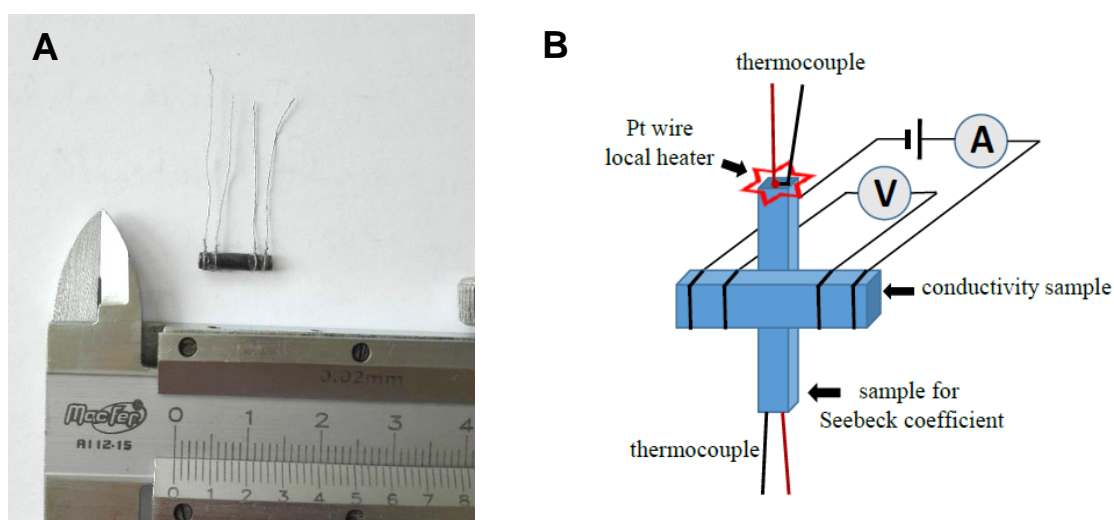 A
B
thermocouple
Pt wire
local heater
A
V
conductivity sample
sample for
Seebeck coefficient
thermocouple
0.02mm
MacFer
A112-15
0 1 2 3 4
0 1 2 3 4 5 6 7 8